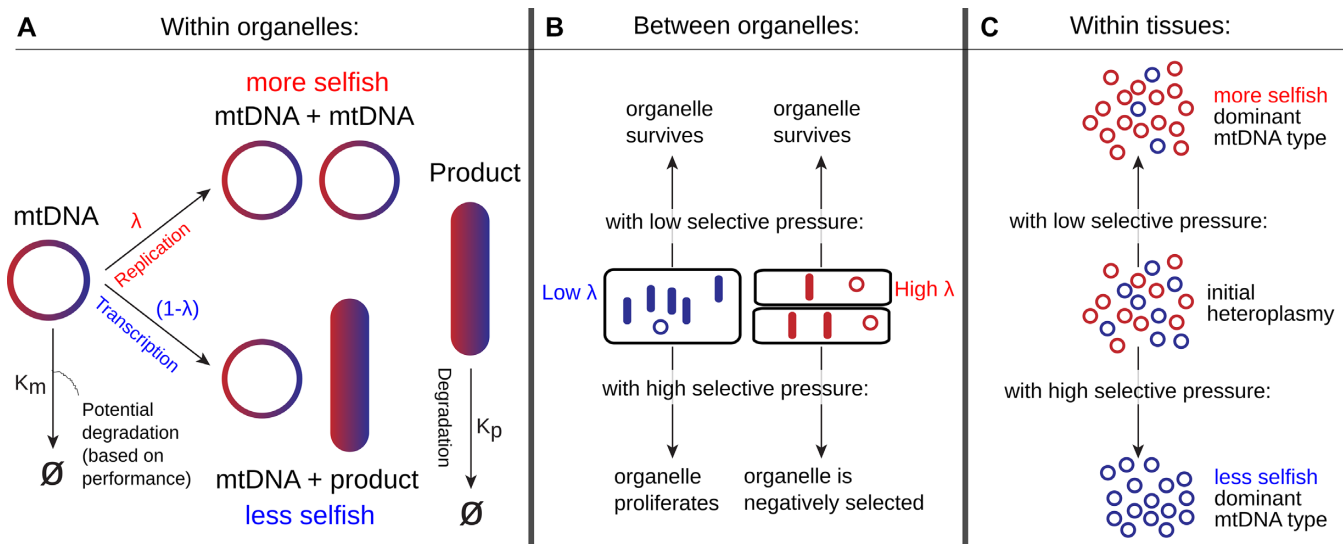 A
Within organelles:
more selfish
mtDNA + mtDNA
Product
mtDNA
λ
Replication
(1-λ)
Transcription
Km
Potential
degradation
(based on
performance)
Ø
mtDNA + product
less selfish
Degradation
Kp
Ø
B
Between organelles:
organelle
survives
organelle
survives
with low selective pressure:
Low λ
High λ
with high selective pressure:
organelle
proliferates
organelle is
negatively selected
C
Within tissues:
more selfish
dominant
mtDNA type
with low selective pressure:
initial
heteroplasmy
with high selective pressure:
less selfish
dominant
mtDNA type